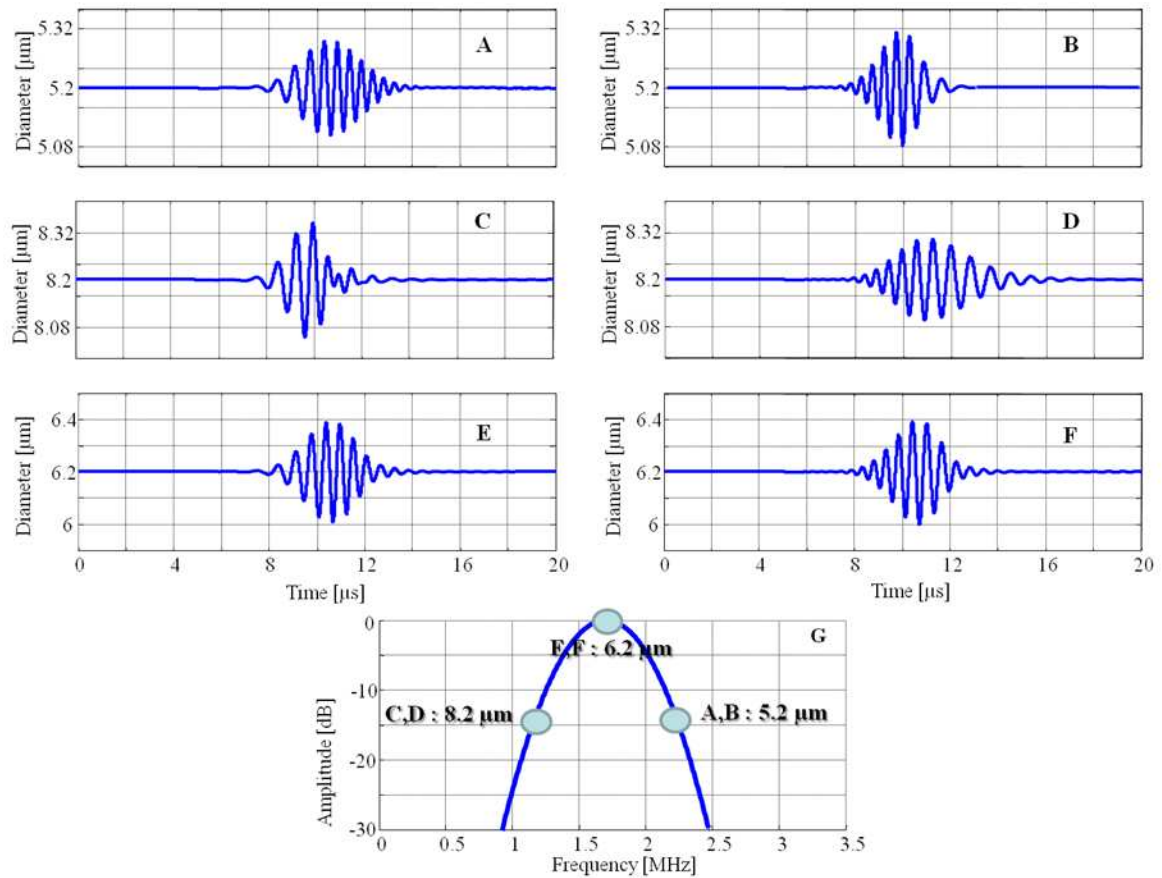 Diameter [µm]
5.32
5.2
5.08
A
Diameter [µm]
5.32
5.2
5.08
B
Diameter [µm]
8.32
8.2
8.08
C
Diameter [µm]
8.32
8.2
8.08
D
Diameter [µm]
6.4
6.2
6
E
0 4 8 12 16 20
Time [µs]
Diameter [µm]
6.4
6.2
6
F
0 4 8 12 16 20
Time [µs]
Amplitude [dB]
0
-10
-20
-30
G
E,F : 6.2 µm
C,D : 8.2 µm
A,B : 5.2 µm
0 0.5 1 1.5 2 2.5 3 3.5
Frequency [MHz]